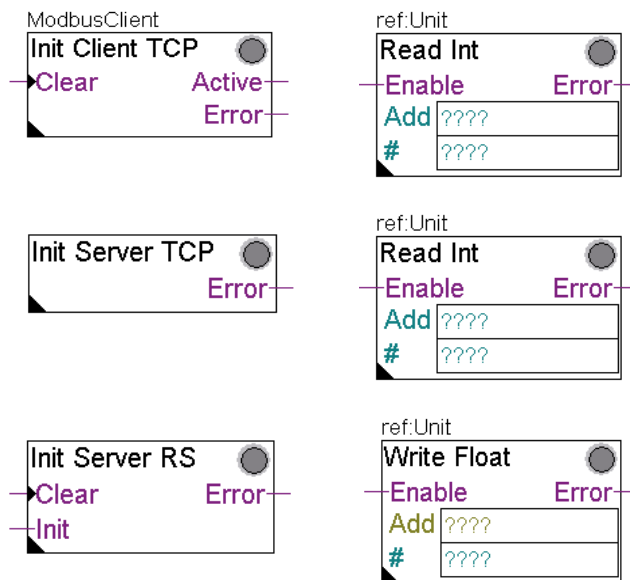 ModbusClient
Init Client TCP
Clear Active
Error
ref:Unit
Read Int
Enable Error
Add ????
# ????
Init Server TCP
Error
ref:Unit
Read Int
Enable Error
Add ????
# ????
Init Server RS
Clear Error
Init
ref:Unit
Write Float
Enable Error
Add ????
# ????